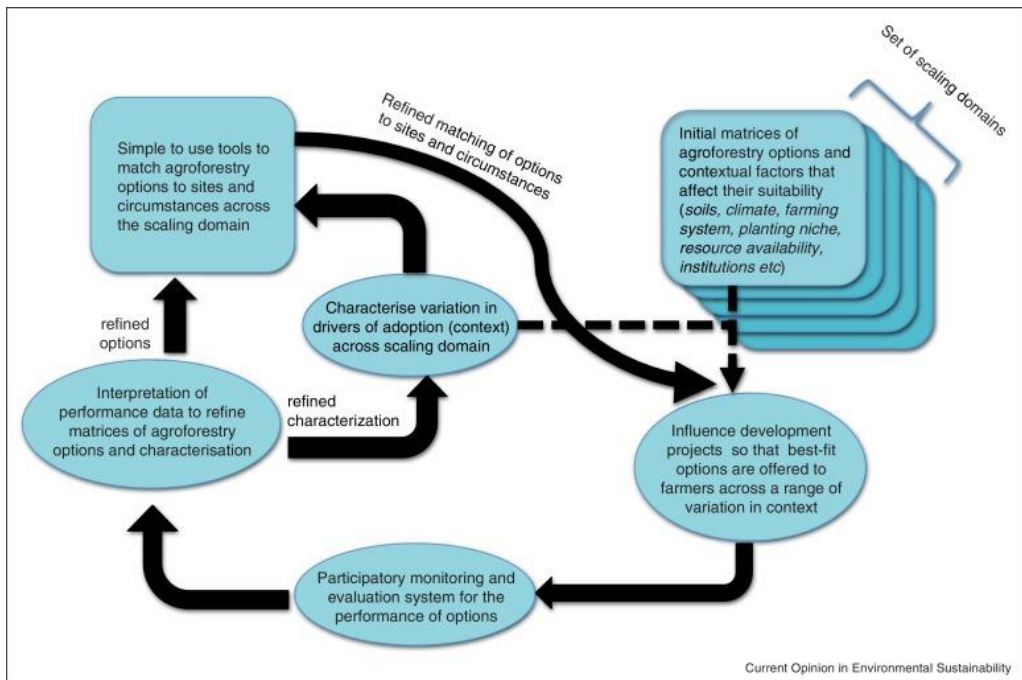 Set of scaling domains
Simple to use tools to
match agroforestry
options to sites and
circumstances across
the scaling domain
Refined matching of options
to sites and circumstances
Initial matrices of
agroforestry options and
contextual factors that
affect their suitability
(soils, climate, farming
system, planting niche,
resource availability,
institutions etc)
Characterise variation in
drivers of adoption (context)
across scaling domain
refined
options
Interpretation of
performance data to refine
matrices of agroforestry
options and characterisation
refined
characterization
Influence development
projects so that best-fit
options are offered to
farmers across a range of
variation in context
Participatory monitoring and
evaluation system for the
performance of options
Current Opinion in Environmental Sustainability